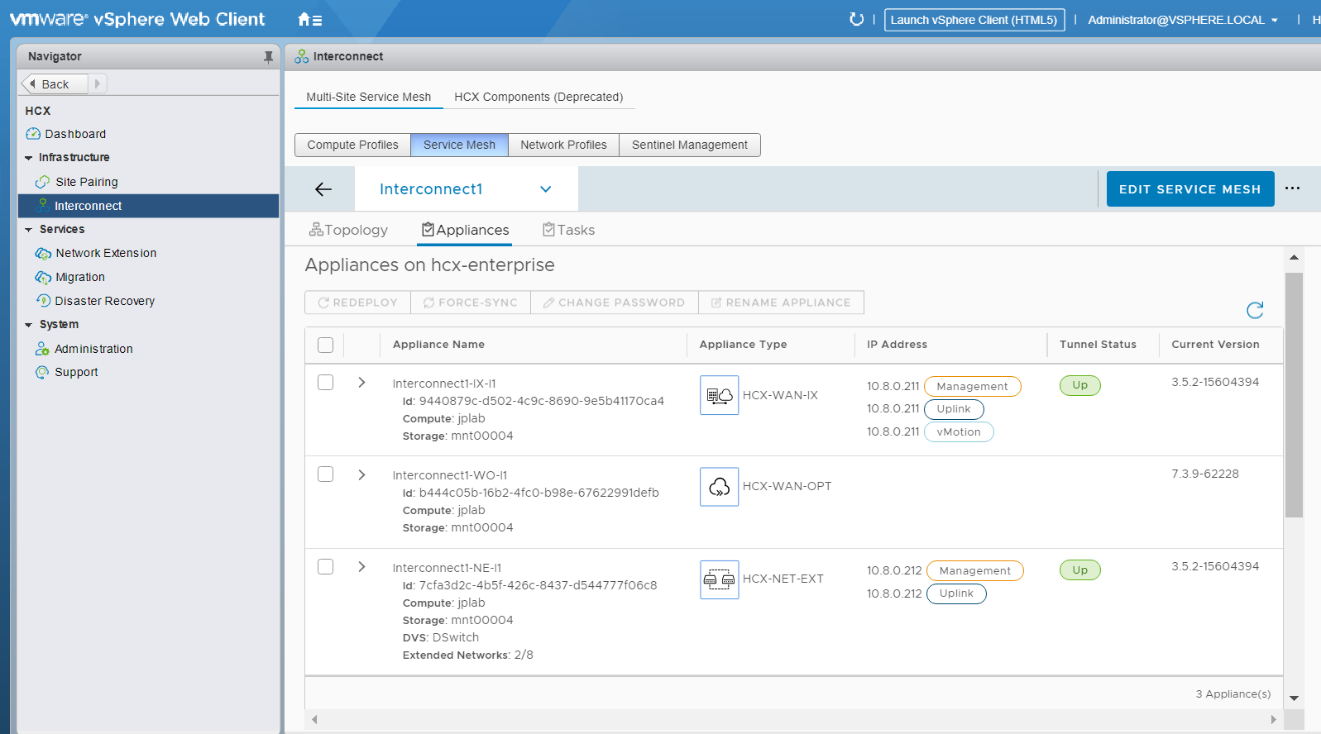 vmware® vSphere Web Client
Launch vSphere Client (HTML5) | Administrator@VSPHERE.LOCAL | H
Navigator
Back
HCX
Dashboard
Infrastructure
Site Pairing
Interconnect
Services
Network Extension
Migration
Disaster Recovery
System
Administration
Support
Interconnect
Multi-Site Service Mesh HCX Components (Deprecated)
Compute Profiles Service Mesh Network Profiles Sentinel Management
Interconnect1 EDIT SERVICE MESH ...
Topology Appliances Tasks
Appliances on hcx-enterprise
REDEPLOY FORCE-SYNC CHANGE PASSWORD RENAME APPLIANCE
Appliance Name Appliance Type IP Address Tunnel Status Current Version
Interconnect1-IX-I1
Id: 9440879c-d502-4c9c-8690-9e5b41170ca4
Compute: jplab
Storage: mnt00004
HCX-WAN-IX
10.8.0.211 Management
10.8.0.211 Uplink
10.8.0.211 vMotion
Up
3.5.2-15604394
Interconnect1-WO-I1
Id: b444c05b-16b2-4fc0-b98e-67622991defb
Compute: jplab
Storage: mnt00004
HCX-WAN-OPT
7.3.9-62228
Interconnect1-NE-I1
Id: 7cfa3d2c-4b5f-426c-8437-d544777f06c8
Compute: jplab
Storage: mnt00004
DVS: DSwitch
Extended Networks: 2/8
HCX-NET-EXT
10.8.0.212 Management
10.8.0.212 Uplink
Up
3.5.2-15604394
3 Appliance(s)